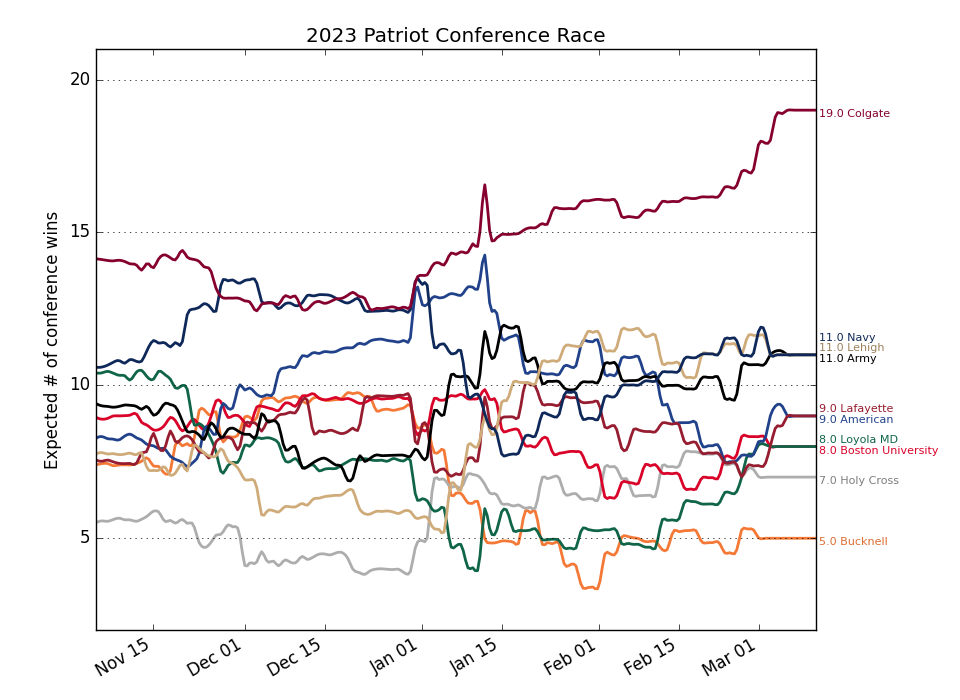 2023 Patriot Conference Race
Expected # of conference wins
20
15
10
5
Nov 15
Dec 01
Dec 15
Jan 01
Jan 15
Feb 01
Feb 15
Mar 01
19.0 Colgate
11.0 Navy
11.0 Lehigh
11.0 Army
9.0 Lafayette
9.0 American
8.0 Loyola MD
8.0 Boston University
7.0 Holy Cross
5.0 Bucknell